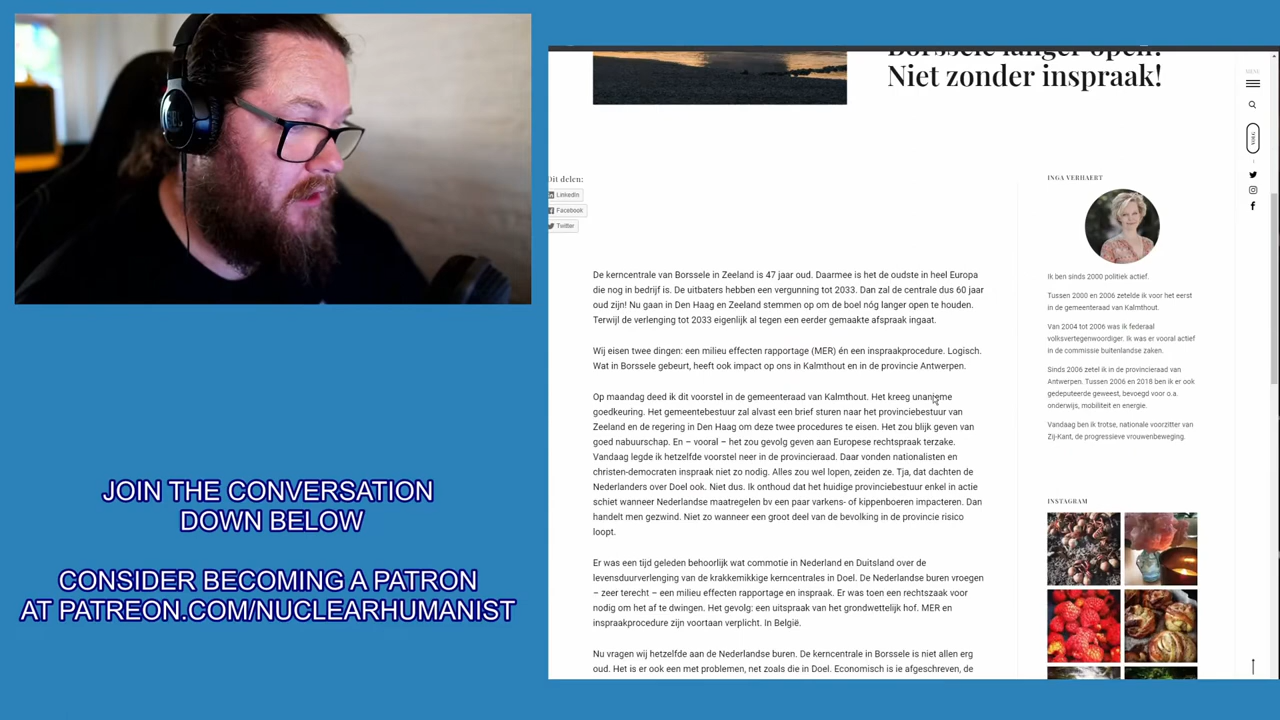 Borssele langer open?
Niet zonder inspraak!
Dit delen:
LinkedIn
Facebook
Twitter
De kerncentrale van Borssele in Zeeland is 47 jaar oud. Daarmee is het de oudste in heel Europa
die nog in bedrijf is. De uitbaters hebben een vergunning tot 2033. Dan zal de centrale dus 60 jaar
oud zijn! Nu gaan in Den Haag en Zeeland stemmen op om de boel nóg langer open te houden.
Terwijl de verlenging tot 2033 eigenlijk al tegen een eerder gemaakte afspraak ingaat.
Wij eisen twee dingen: een milieu effecten rapportage (MER) én een inspraakprocedure. Logisch.
Wat in Borssele gebeurt, heeft ook impact op ons in Kalmthout en in de provincie Antwerpen.
Op maandag deed ik dit voorstel in de gemeenteraad van Kalmthout. Het kreeg unanieme
goedkeuring. Het gemeentebestuur zal alvast een brief sturen naar het provinciebestuur van
Zeeland en de regering in Den Haag om deze twee procedures te eisen. Het zou blijk geven van
goed nabuurschap. En – vooral – het zou gevolg geven aan Europese rechtspraak terzake.
Vandaag legde ik hetzelfde voorstel neer in de provincieraad. Daar vonden nationalisten en
christen-democraten inspraak niet zo nodig. Alles zou wel lopen, zeiden ze. Tja, dat dachten de
Nederlanders over Doel ook. Niet dus. Ik onthoud dat het huidige provinciebestuur enkel in actie
schiet wanneer Nederlandse maatregelen bv een paar varkens- of kippenboeren impacteren. Dan
handelt men gezwind. Niet zo wanneer een groot deel van de bevolking in de provincie risico
loopt.
Er was een tijd geleden behoorlijk wat commotie in Nederland en Duitsland over de
levensduurverlenging van de krakkemikkige kerncentrales in Doel. De Nederlandse buren vroegen
– zeer terecht – een milieu effecten rapportage en inspraak. Er was toen een rechtszaak voor
nodig om het af te dwingen. Het gevolg: een uitspraak van het grondwettelijk hof. MER en
inspraakprocedure zijn voortaan verplicht. In België.
Nu vragen wij hetzelfde aan de Nederlandse buren. De kerncentrale in Borssele is niet allen erg
oud. Het is er ook een met problemen, net zoals die in Doel. Economisch is ie afgeschreven, de
INGA VERHAERT
Ik ben sinds 2000 politiek actief.
Tussen 2000 en 2006 zetelde ik voor het eerst
in de gemeenteraad van Kalmthout.
Van 2004 tot 2006 was ik federaal
volksvertegenwoordiger. Ik was er vooral actief
in de commissie buitenlandse zaken.
Sinds 2006 zetel ik in de provincieraad van
Antwerpen. Tussen 2006 en 2018 ben ik er ook
gedeputeerde geweest, bevoegd voor o.a.
onderwijs, mobiliteit en energie.
Vandaag ben ik trotse, nationale voorzitter van
Zij-Kant, de progressieve vrouwenbeweging.
INSTAGRAM
MENU
VOLG
JOIN THE CONVERSATION
DOWN BELOW
CONSIDER BECOMING A PATRON
AT PATREON.COM/NUCLEARHUMANIST
JBL